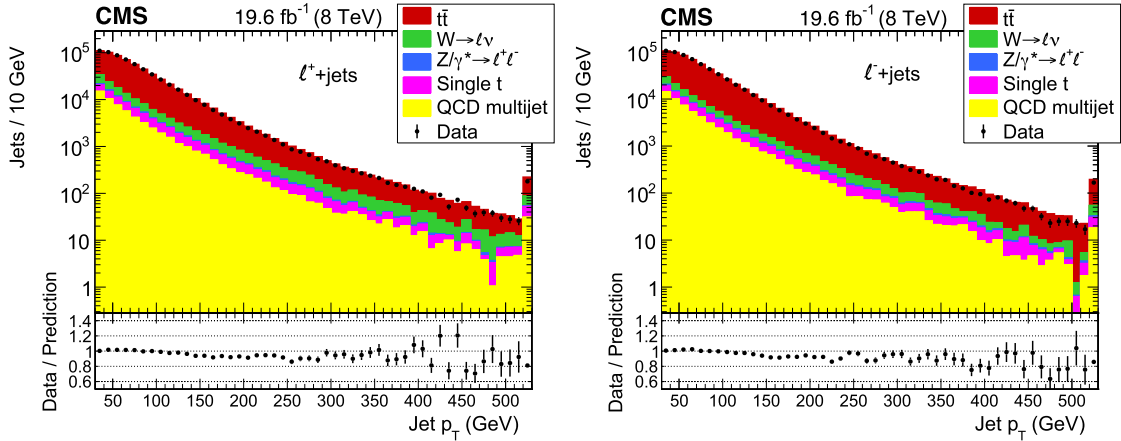 CMS 19.6 fb⁻¹ (8 TeV)
tt̄
W→ℓν
Z/γ*→ℓ⁺ℓ⁻
Single t
QCD multijet
Data
ℓ⁺+jets
Jets / 10 GeV
10⁵
10⁴
10³
10²
10
1
Data / Prediction
1.4
1.2
1
0.8
0.6
50 100 150 200 250 300 350 400 450 500
Jet p_T (GeV)
CMS 19.6 fb⁻¹ (8 TeV)
tt̄
W→ℓν
Z/γ*→ℓ⁺ℓ⁻
Single t
QCD multijet
Data
ℓ⁻+jets
Jets / 10 GeV
10⁵
10⁴
10³
10²
10
1
Data / Prediction
1.4
1.2
1
0.8
0.6
50 100 150 200 250 300 350 400 450 500
Jet p_T (GeV)